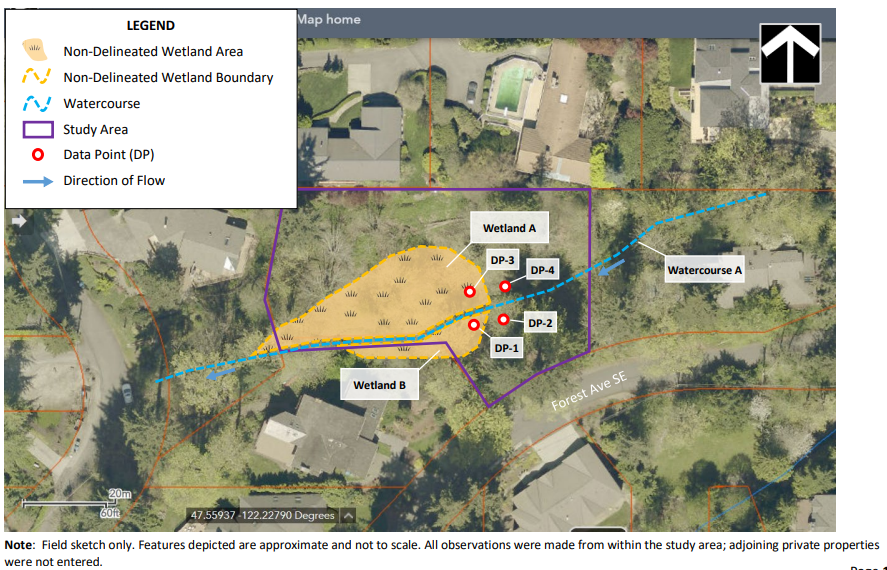 LEGEND
Non-Delineated Wetland Area
Non-Delineated Wetland Boundary
Watercourse
Study Area
Data Point (DP)
Direction of Flow
Map home
Wetland A
DP-3
DP-4
Watercourse A
DP-2
DP-1
Wetland B
Forest Ave SE
20m
60ft
47.55937 -122.22790 Degrees
Note: Field sketch only. Features depicted are approximate and not to scale. All observations were made from within the study area; adjoining private properties
were not entered.